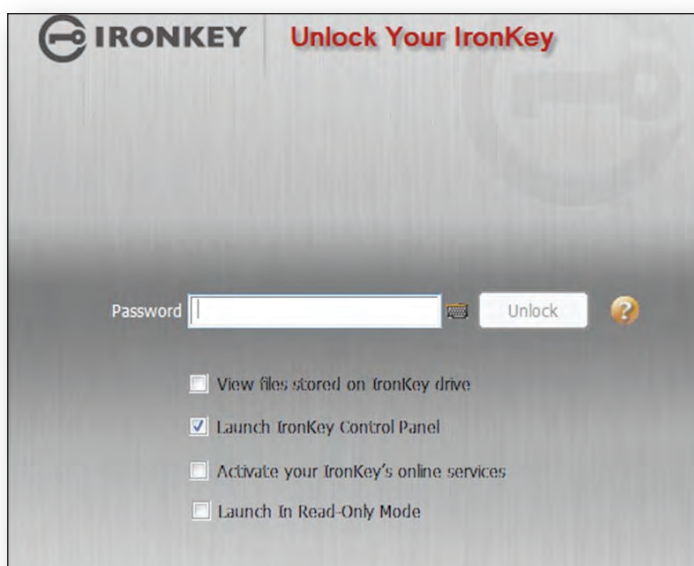 IRONKEY
Unlock Your IronKey
Password
Unlock
?
View files stored on IronKey drive
Launch IronKey Control Panel
Activate your IronKey's online services
Launch In Read-Only Mode